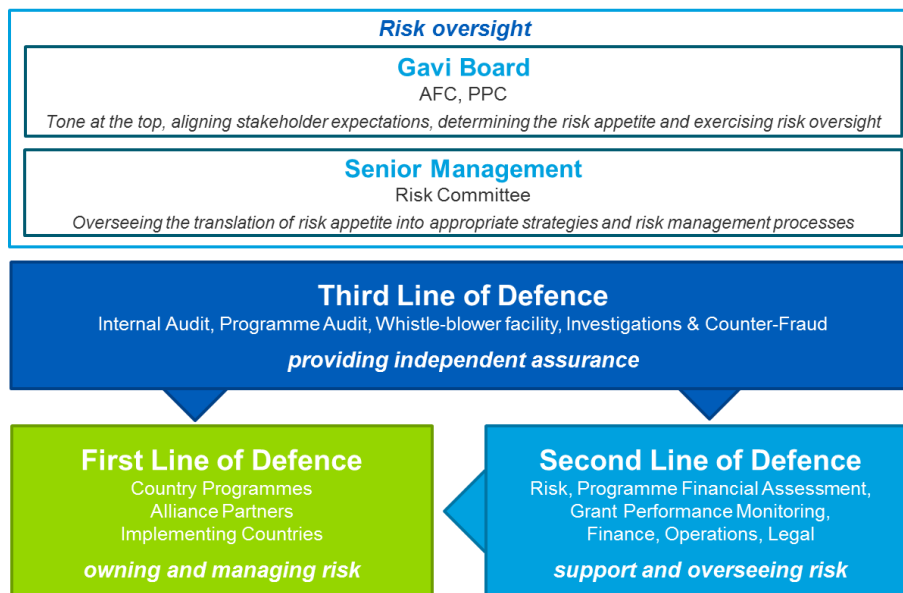 Risk oversight
Gavi Board
AFC, PPC
Tone at the top, aligning stakeholder expectations, determining the risk appetite and exercising risk oversight
Senior Management
Risk Committee
Overseeing the translation of risk appetite into appropriate strategies and risk management processes
Third Line of Defence
Internal Audit, Programme Audit, Whistle-blower facility, Investigations & Counter-Fraud
providing independent assurance
First Line of Defence
Country Programmes
Alliance Partners
Implementing Countries
owning and managing risk
Second Line of Defence
Risk, Programme Financial Assessment,
Grant Performance Monitoring,
Finance, Operations, Legal
support and overseeing risk